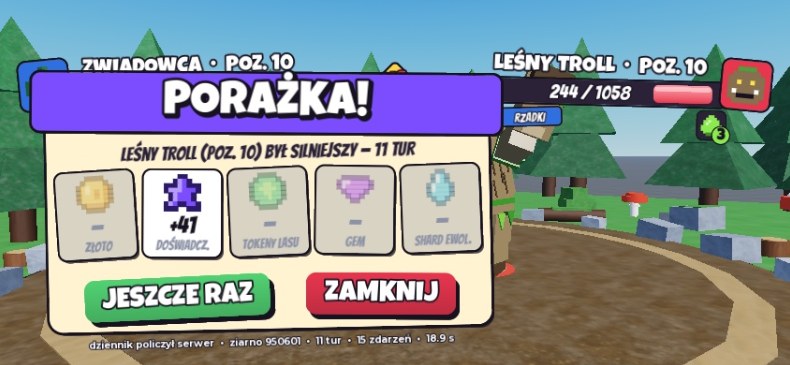 ZWIADOWCA • POZ. 10
LEŚNY TROLL • POZ. 10
244 / 1058
RZADKI
3
PORAŻKA!
LEŚNY TROLL (POZ. 10) BYŁ SILNIEJSZY – 11 TUR
–
ZŁOTO
+47
DOŚWIADCZ.
–
TOKENY LASU
–
GEM
–
SHARD EWOL.
JESZCZE RAZ
ZAMKNIJ
dziennik policzył serwer • ziarno 950601 • 11 tur • 15 zdarzeń • 18.9 s